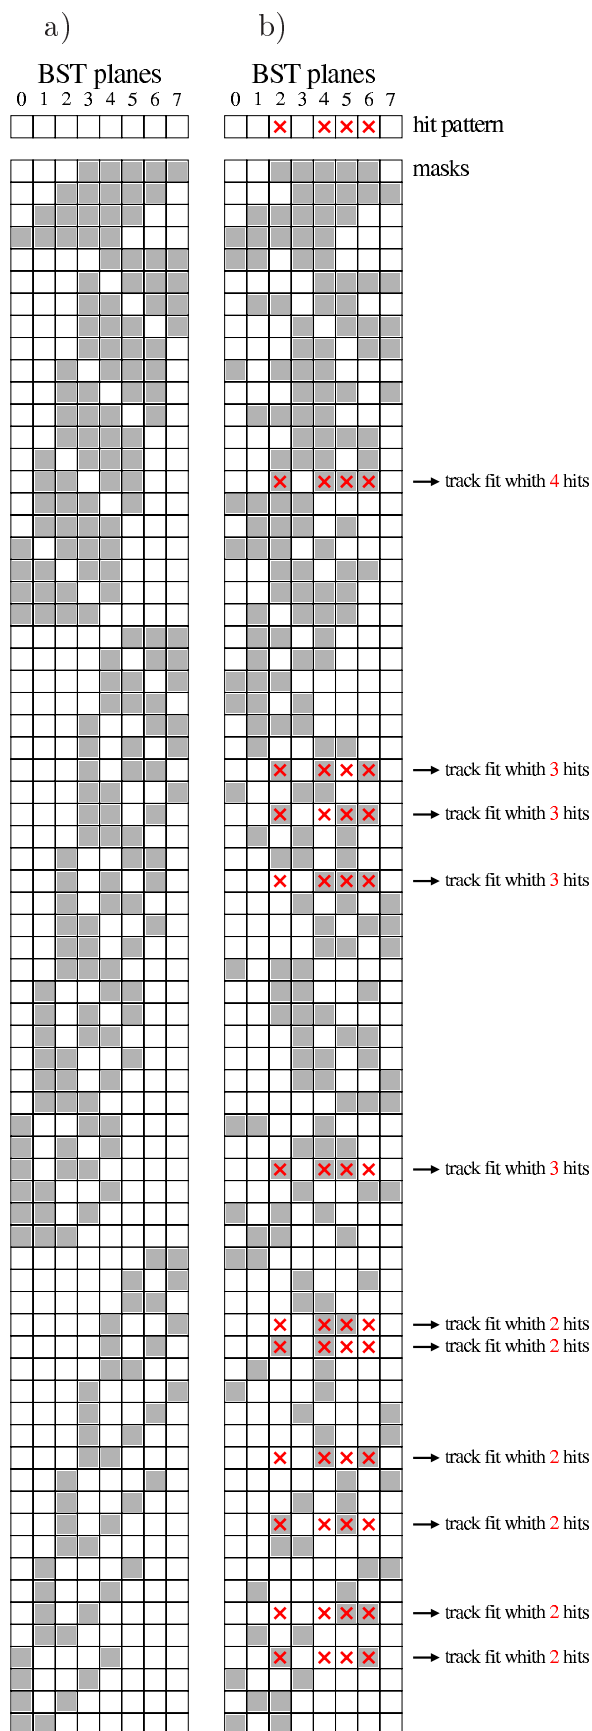 a) b)
BST planes BST planes
0 1 2 3 4 5 6 7 0 1 2 3 4 5 6 7
hit pattern
masks
track fit whith 4 hits
track fit whith 3 hits
track fit whith 3 hits
track fit whith 3 hits
track fit whith 3 hits
track fit whith 2 hits
track fit whith 2 hits
track fit whith 2 hits
track fit whith 2 hits
track fit whith 2 hits
track fit whith 2 hits